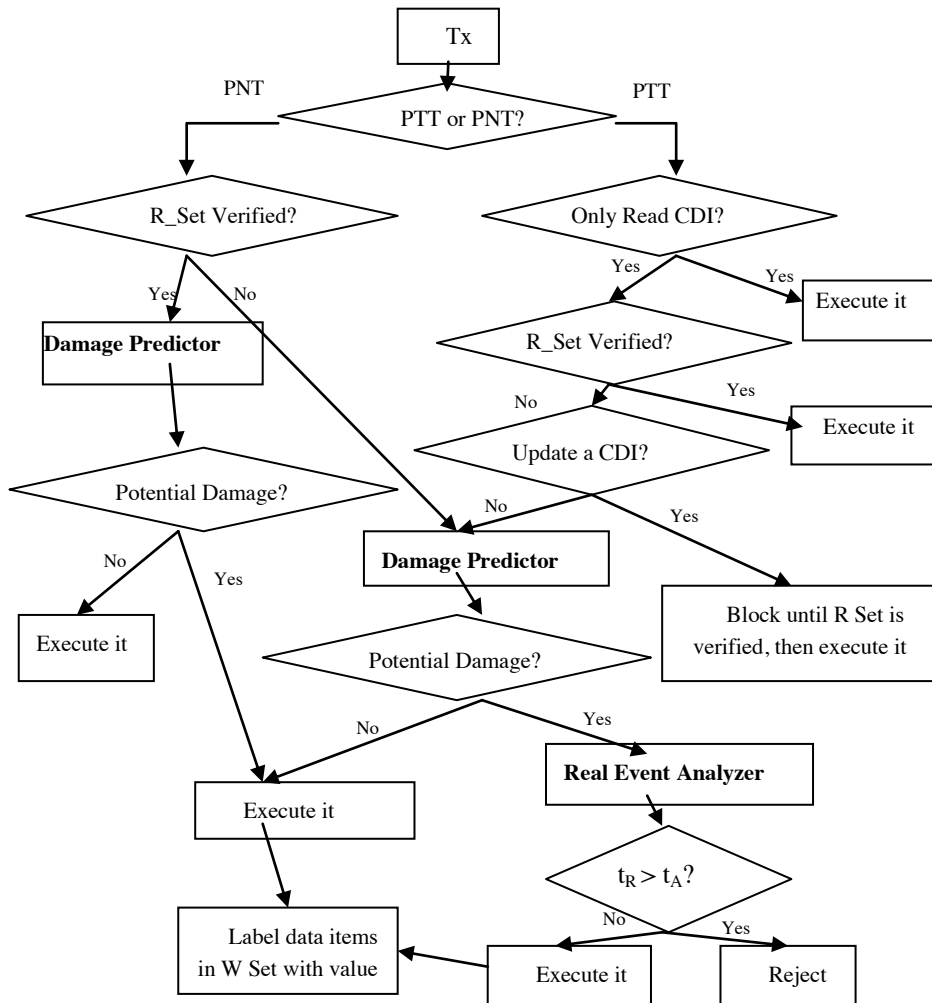 Tx
PNT
PTT
PTT or PNT?
R_Set Verified?
Only Read CDI?
Yes
No
Yes
Yes
Execute it
Damage Predictor
R_Set Verified?
No
Yes
Execute it
Update a CDI?
Potential Damage?
No
Yes
Damage Predictor
No
Yes
Execute it
Block until R Set is
verified, then execute it
Potential Damage?
No
Yes
Real Event Analyzer
Execute it
tR > tA?
No
Yes
Label data items
in W Set with value
Execute it
Reject